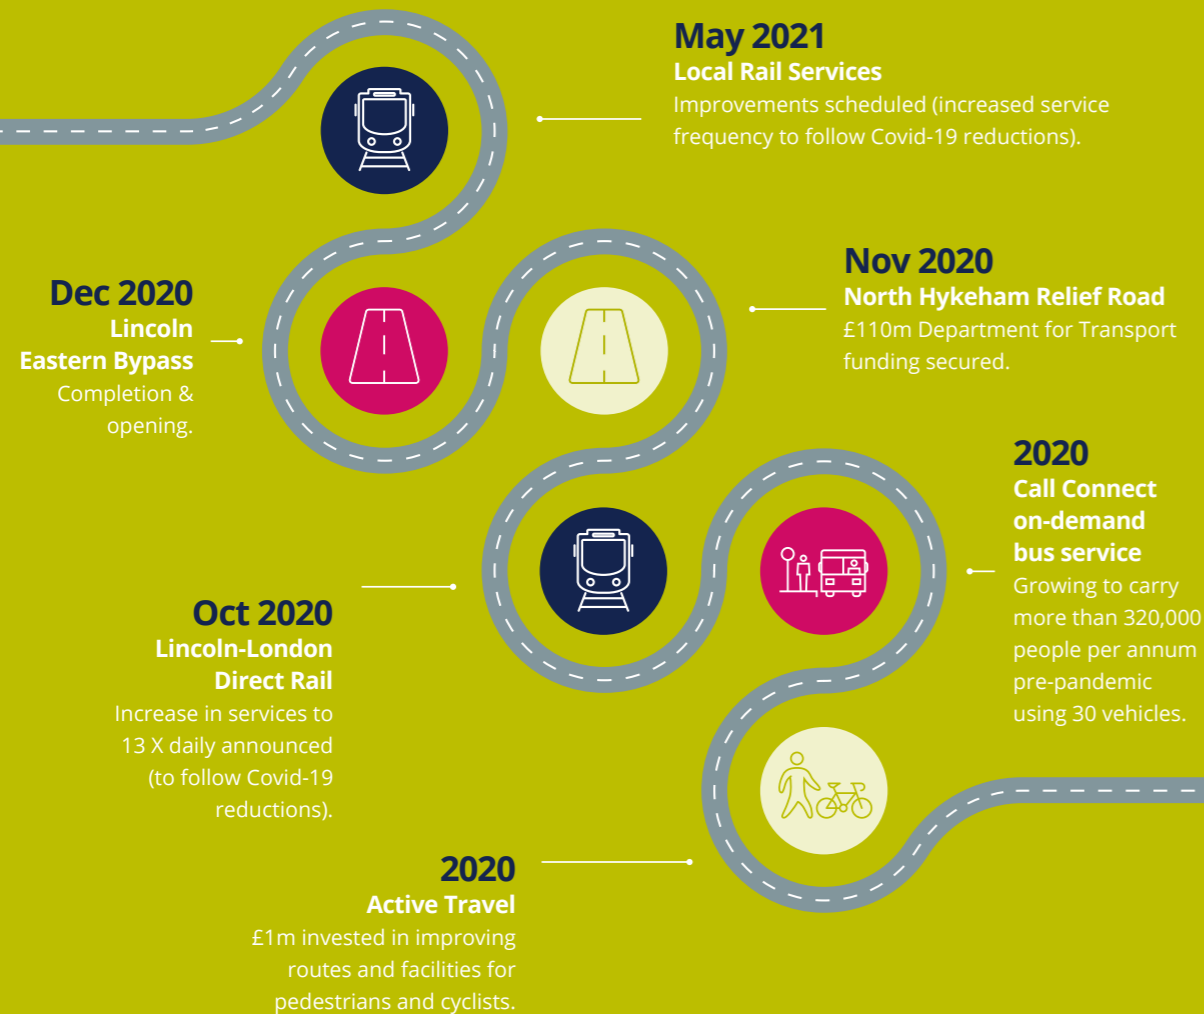 May 2021
Local Rail Services
Improvements scheduled (increased service
frequency to follow Covid-19 reductions).
Dec 2020
Lincoln
Eastern Bypass
Completion &
opening.
Nov 2020
North Hykeham Relief Road
£110m Department for Transport
funding secured.
Oct 2020
Lincoln-London
Direct Rail
Increase in services to
13 X daily announced
(to follow Covid-19
reductions).
2020
Call Connect
on-demand
bus service
Growing to carry
more than 320,000
people per annum
pre-pandemic
using 30 vehicles.
2020
Active Travel
£1m invested in improving
routes and facilities for
pedestrians and cyclists.